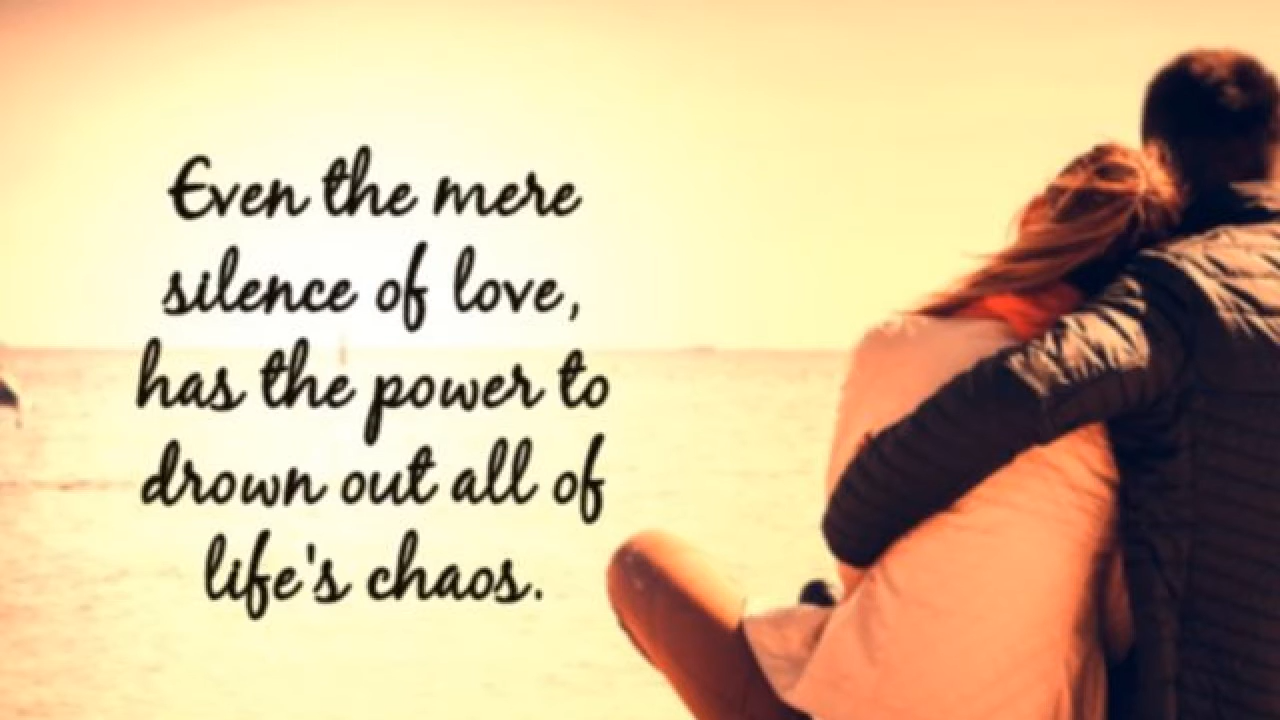 Even the mere
silence of love,
has the power to
drown out all of
life's chaos.